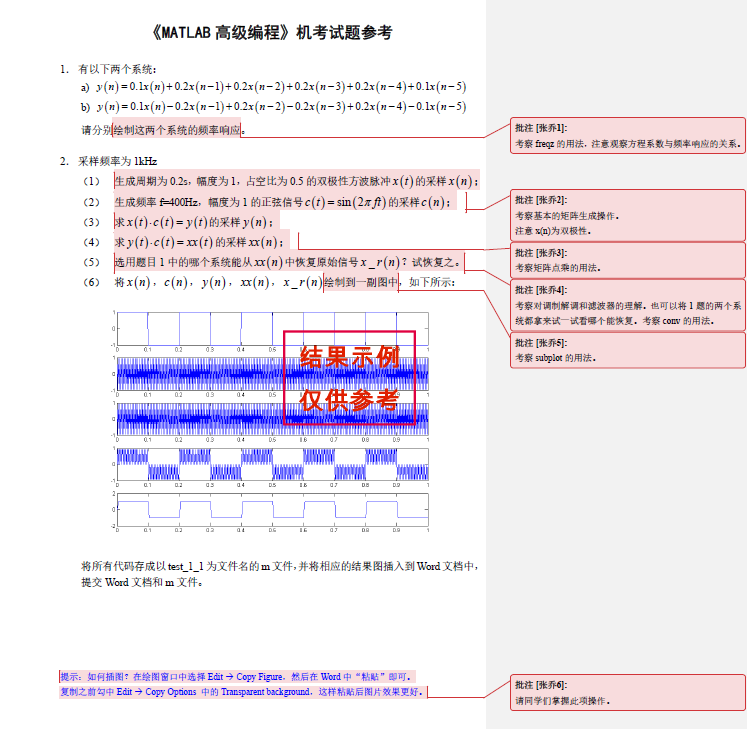 《MATLAB 高级编程》机考试题参考
1. 有以下两个系统：
a) y(n)=0.1x(n)+0.2x(n−1)+0.2x(n−2)+0.2x(n−3)+0.2x(n−4)+0.1x(n−5)
b) y(n)=0.1x(n)−0.2x(n−1)+0.2x(n−2)−0.2x(n−3)+0.2x(n−4)−0.1x(n−5)
请分别绘制这两个系统的频率响应。
批注 [张乔1]:
考察 freqz 的用法，注意观察方程系数与频率响应的关系。
2. 采样频率为 1kHz
（1） 生成周期为 0.2s，幅度为 1，占空比为 0.5 的双极性方波脉冲 x(t) 的采样 x(n)；
（2） 生成频率 f=400Hz，幅度为 1 的正弦信号 c(t)=sin(2πft) 的采样 c(n)；
（3） 求 x(t)·c(t)=y(t) 的采样 y(n)；
（4） 求 y(t)·c(t)=xx(t) 的采样 xx(n)；
（5） 选用题目 1 中的哪个系统能从 xx(n) 中恢复原始信号 x_r(n)？试恢复之。
（6） 将 x(n)，c(n)，y(n)，xx(n)，x_r(n) 绘制到一副图中，如下所示：
批注 [张乔2]:
考察基本的矩阵生成操作。
注意 x(n)为双极性。
批注 [张乔3]:
考察矩阵点乘的用法。
批注 [张乔4]:
考察对调制解调和滤波器的理解。也可以将 1 题的两个系
统都拿来试一试看哪个能恢复。考察 conv 的用法。
批注 [张乔5]:
考察 subplot 的用法。
1
0
-1
0 0.1 0.2 0.3 0.4 0.5 0.6 0.7 0.8 0.9 1
1
0
-1
0 0.1 0.2 0.3 0.4 0.5 0.6 0.7 0.8 0.9 1
1
0
-1
0 0.1 0.2 0.3 0.4 0.5 0.6 0.7 0.8 0.9 1
1
0
-1
0 0.1 0.2 0.3 0.4 0.5 0.6 0.7 0.8 0.9 1
2
0
-2
0 0.1 0.2 0.3 0.4 0.5 0.6 0.7 0.8 0.9 1
结果示例
仅供参考
将所有代码存成以 test_1_1 为文件名的 m 文件，并将相应的结果图插入到 Word 文档中，
提交 Word 文档和 m 文件。
提示：如何插图？在绘图窗口中选择 Edit → Copy Figure，然后在 Word 中“粘贴”即可。
复制之前勾中 Edit → Copy Options 中的 Transparent background，这样粘贴后图片效果更好。
批注 [张乔6]:
请同学们掌握此项操作。